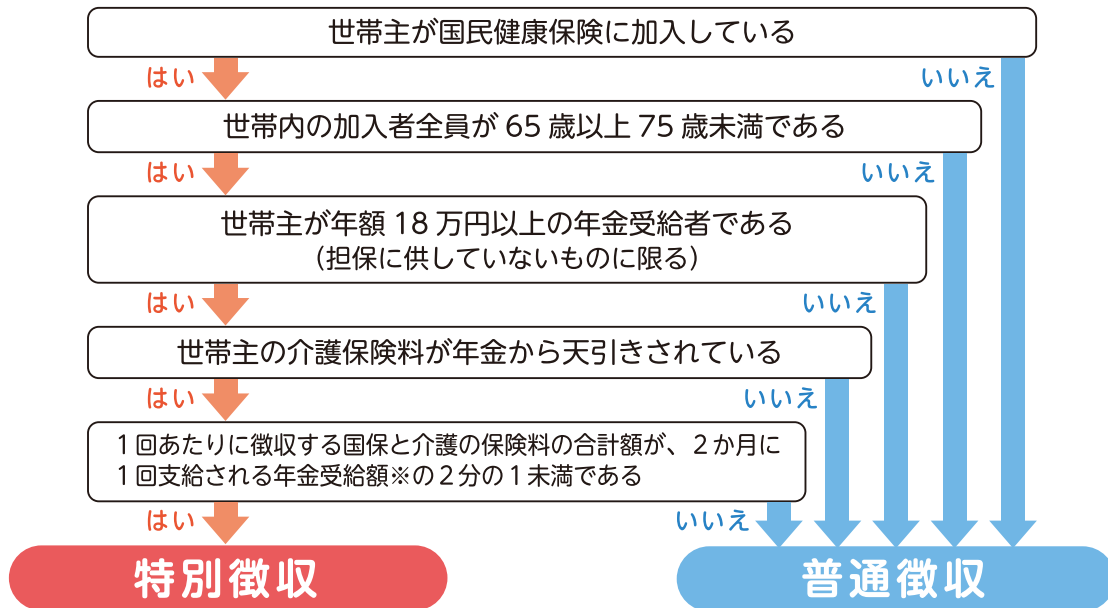 世帯主が国民健康保険に加入している
はい
いいえ
世帯内の加入者全員が 65 歳以上 75 歳未満である
はい
いいえ
世帯主が年額 18 万円以上の年金受給者である
（担保に供していないものに限る）
はい
いいえ
世帯主の介護保険料が年金から天引きされている
はい
いいえ
１回あたりに徴収する国保と介護の保険料の合計額が、２か月に
１回支給される年金受給額※の２分の１未満である
はい
いいえ
特別徴収
普通徴収